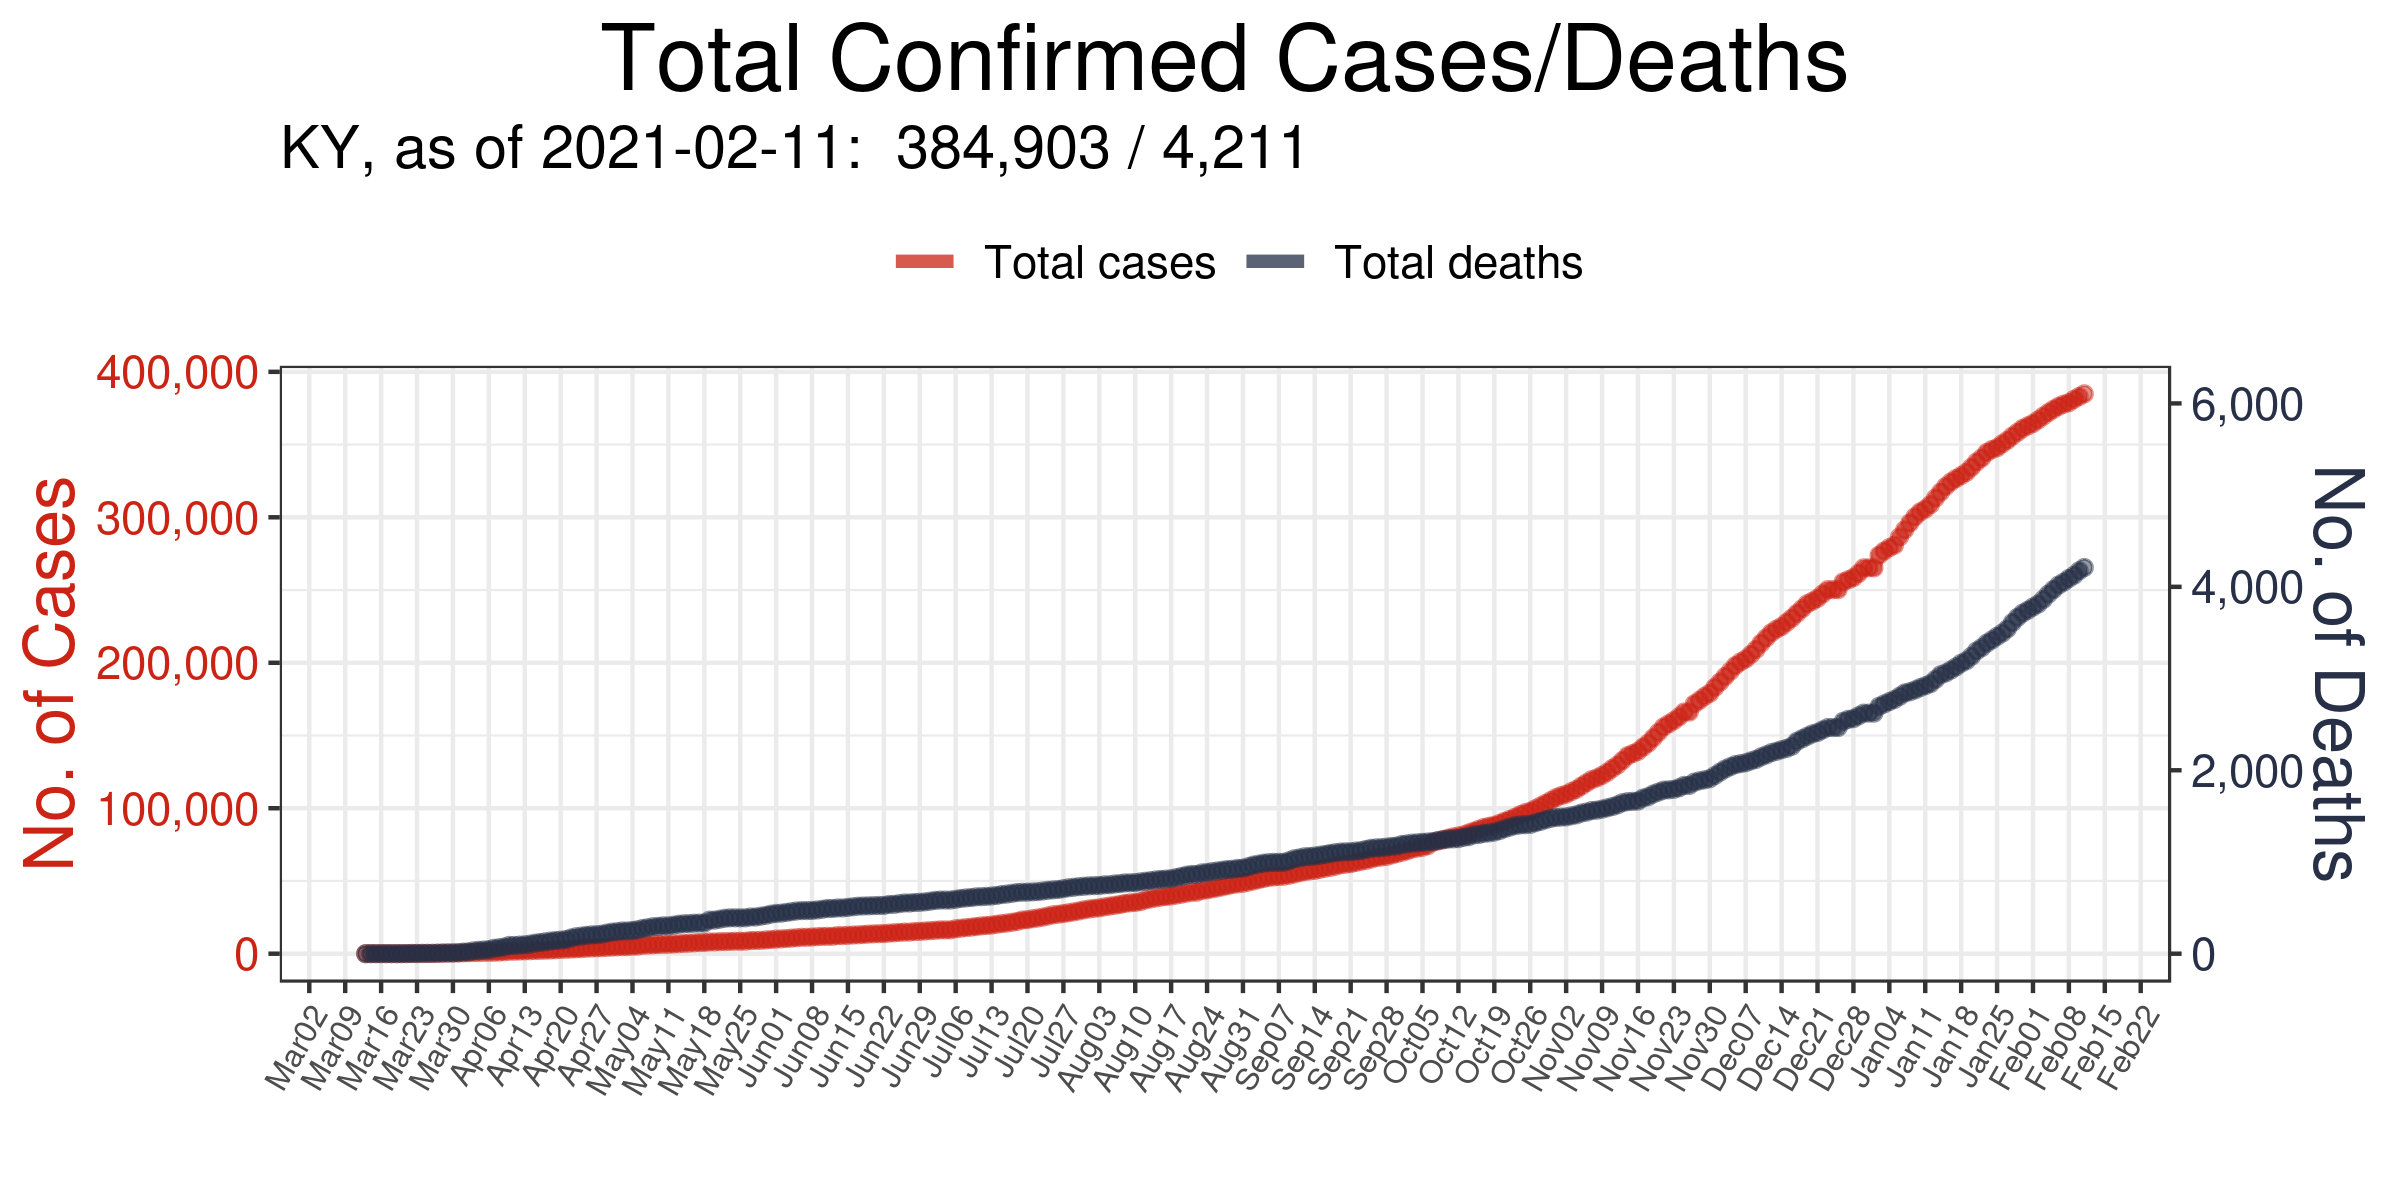 Total Confirmed Cases/Deaths
KY, as of 2021-02-11:  384,903 / 4,211
Total cases
Total deaths
No. of Cases
400,000
300,000
200,000
100,000
0
6,000
4,000
2,000
0
No. of Deaths
Mar02
Mar09
Mar16
Mar23
Mar30
Apr06
Apr13
Apr20
Apr27
May04
May11
May18
May25
Jun01
Jun08
Jun15
Jun22
Jun29
Jul06
Jul13
Jul20
Jul27
Aug03
Aug10
Aug17
Aug24
Aug31
Sep07
Sep14
Sep21
Sep28
Oct05
Oct12
Oct19
Oct26
Nov02
Nov09
Nov16
Nov23
Nov30
Dec07
Dec14
Dec21
Dec28
Jan04
Jan11
Jan18
Jan25
Feb01
Feb08
Feb15
Feb22